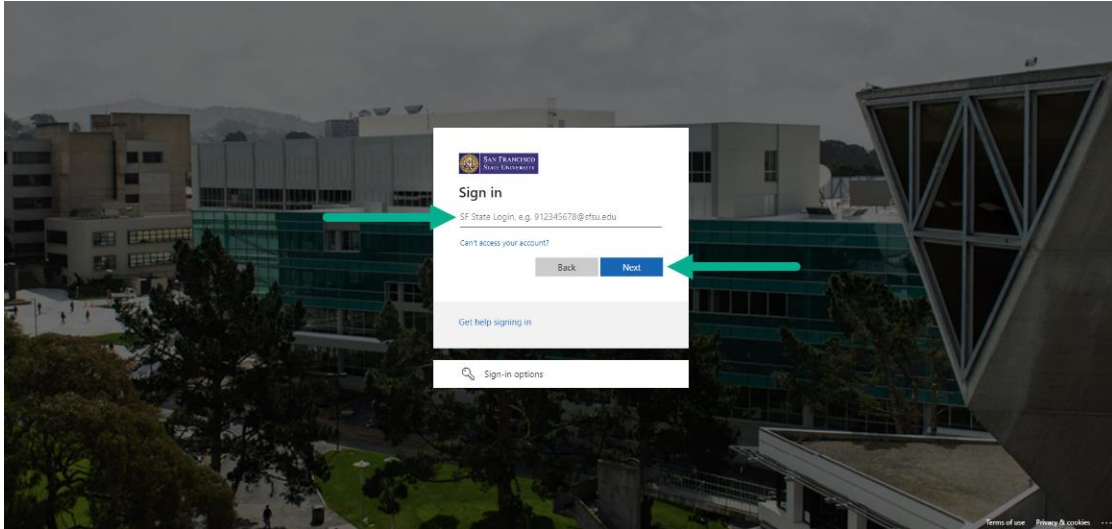 SAN FRANCISCO
STATE UNIVERSITY
Sign in
SF State Login, e.g. 912345678@sfsu.edu
Can't access your account?
Back
Next
Get help signing in
Sign-in options
Terms of use Privacy & cookies ...